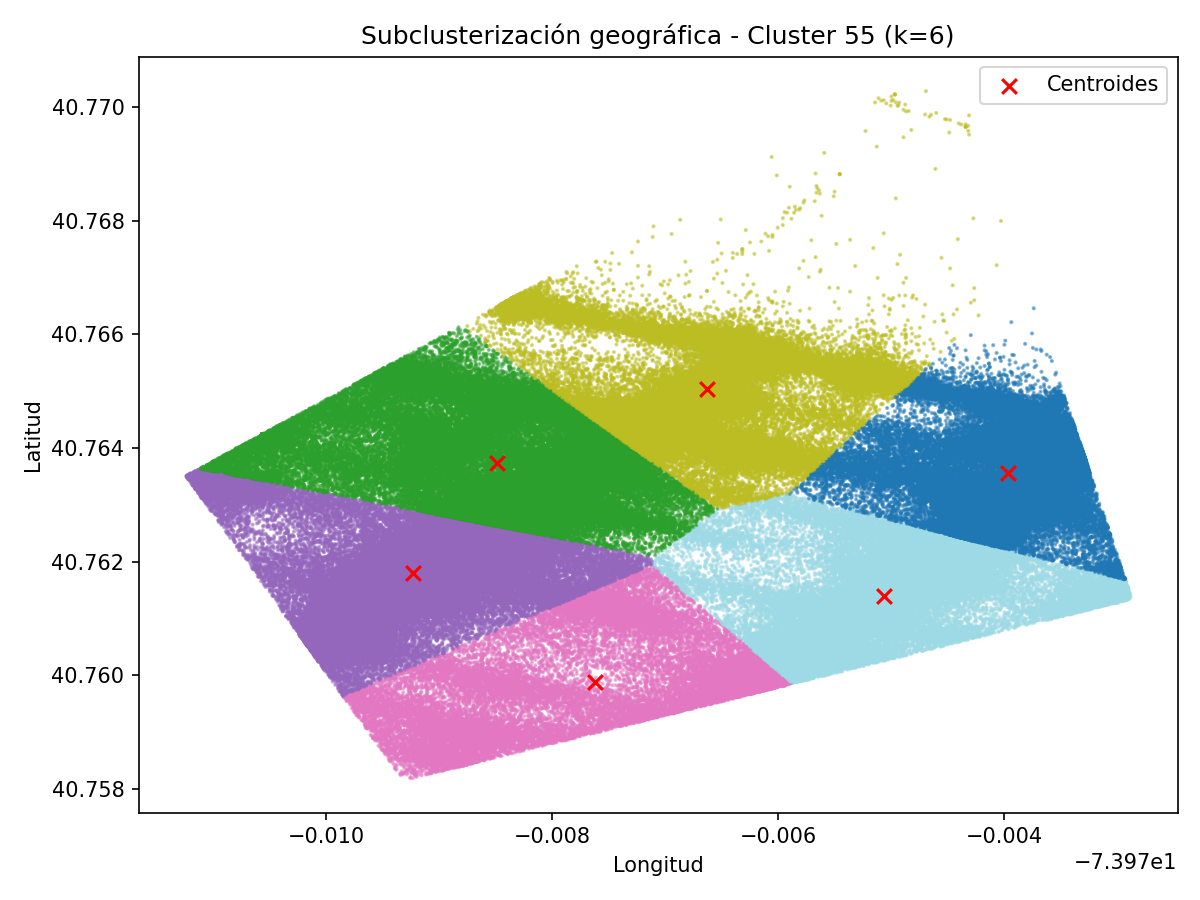 Subclusterización geográfica - Cluster 55 (k=6)
Centroides
40.770
40.768
40.766
40.764
40.762
40.760
40.758
Latitud
−0.010
−0.008
−0.006
−0.004
Longitud
−7.397e1